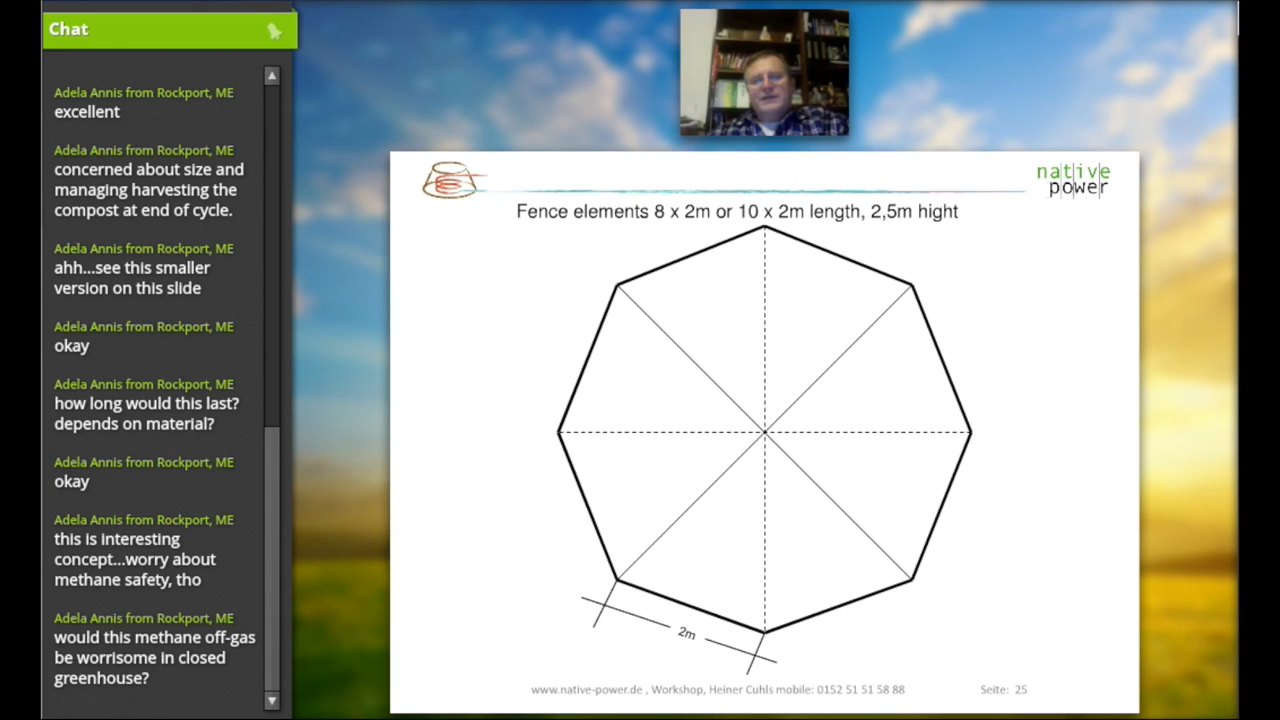 Chat
Adela Annis from Rockport, ME
excellent
Adela Annis from Rockport, ME
concerned about size and
managing harvesting the
compost at end of cycle.
Adela Annis from Rockport, ME
ahh...see this smaller
version on this slide
Adela Annis from Rockport, ME
okay
Adela Annis from Rockport, ME
how long would this last?
depends on material?
Adela Annis from Rockport, ME
okay
Adela Annis from Rockport, ME
this is interesting
concept...worry about
methane safety, tho
Adela Annis from Rockport, ME
would this methane off-gas
be worrisome in closed
greenhouse?
native
power
Fence elements 8 x 2m or 10 x 2m length, 2,5m hight
2m
www.native-power.de , Workshop, Heiner Cuhls mobile: 0152 51 51 58 88 Seite: 25